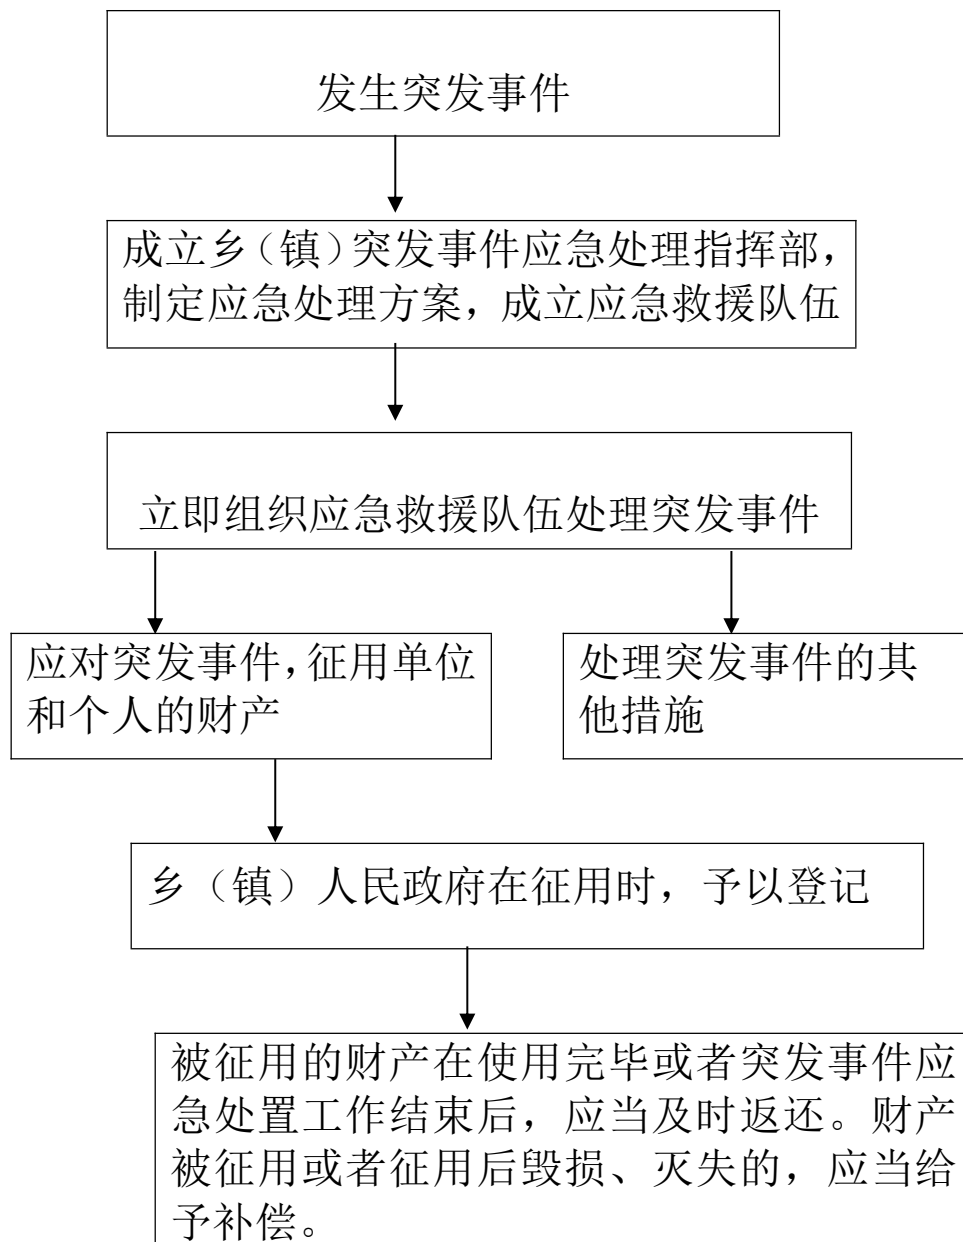 发生突发事件
成立乡（镇）突发事件应急处理指挥部，
制定应急处理方案，成立应急救援队伍
立即组织应急救援队伍处理突发事件
应对突发事件，征用单位
和个人的财产
处理突发事件的其
他措施
乡（镇）人民政府在征用时，予以登记
被征用的财产在使用完毕或者突发事件应
急处置工作结束后，应当及时返还。财产
被征用或者征用后毁损、灭失的，应当给
予补偿。